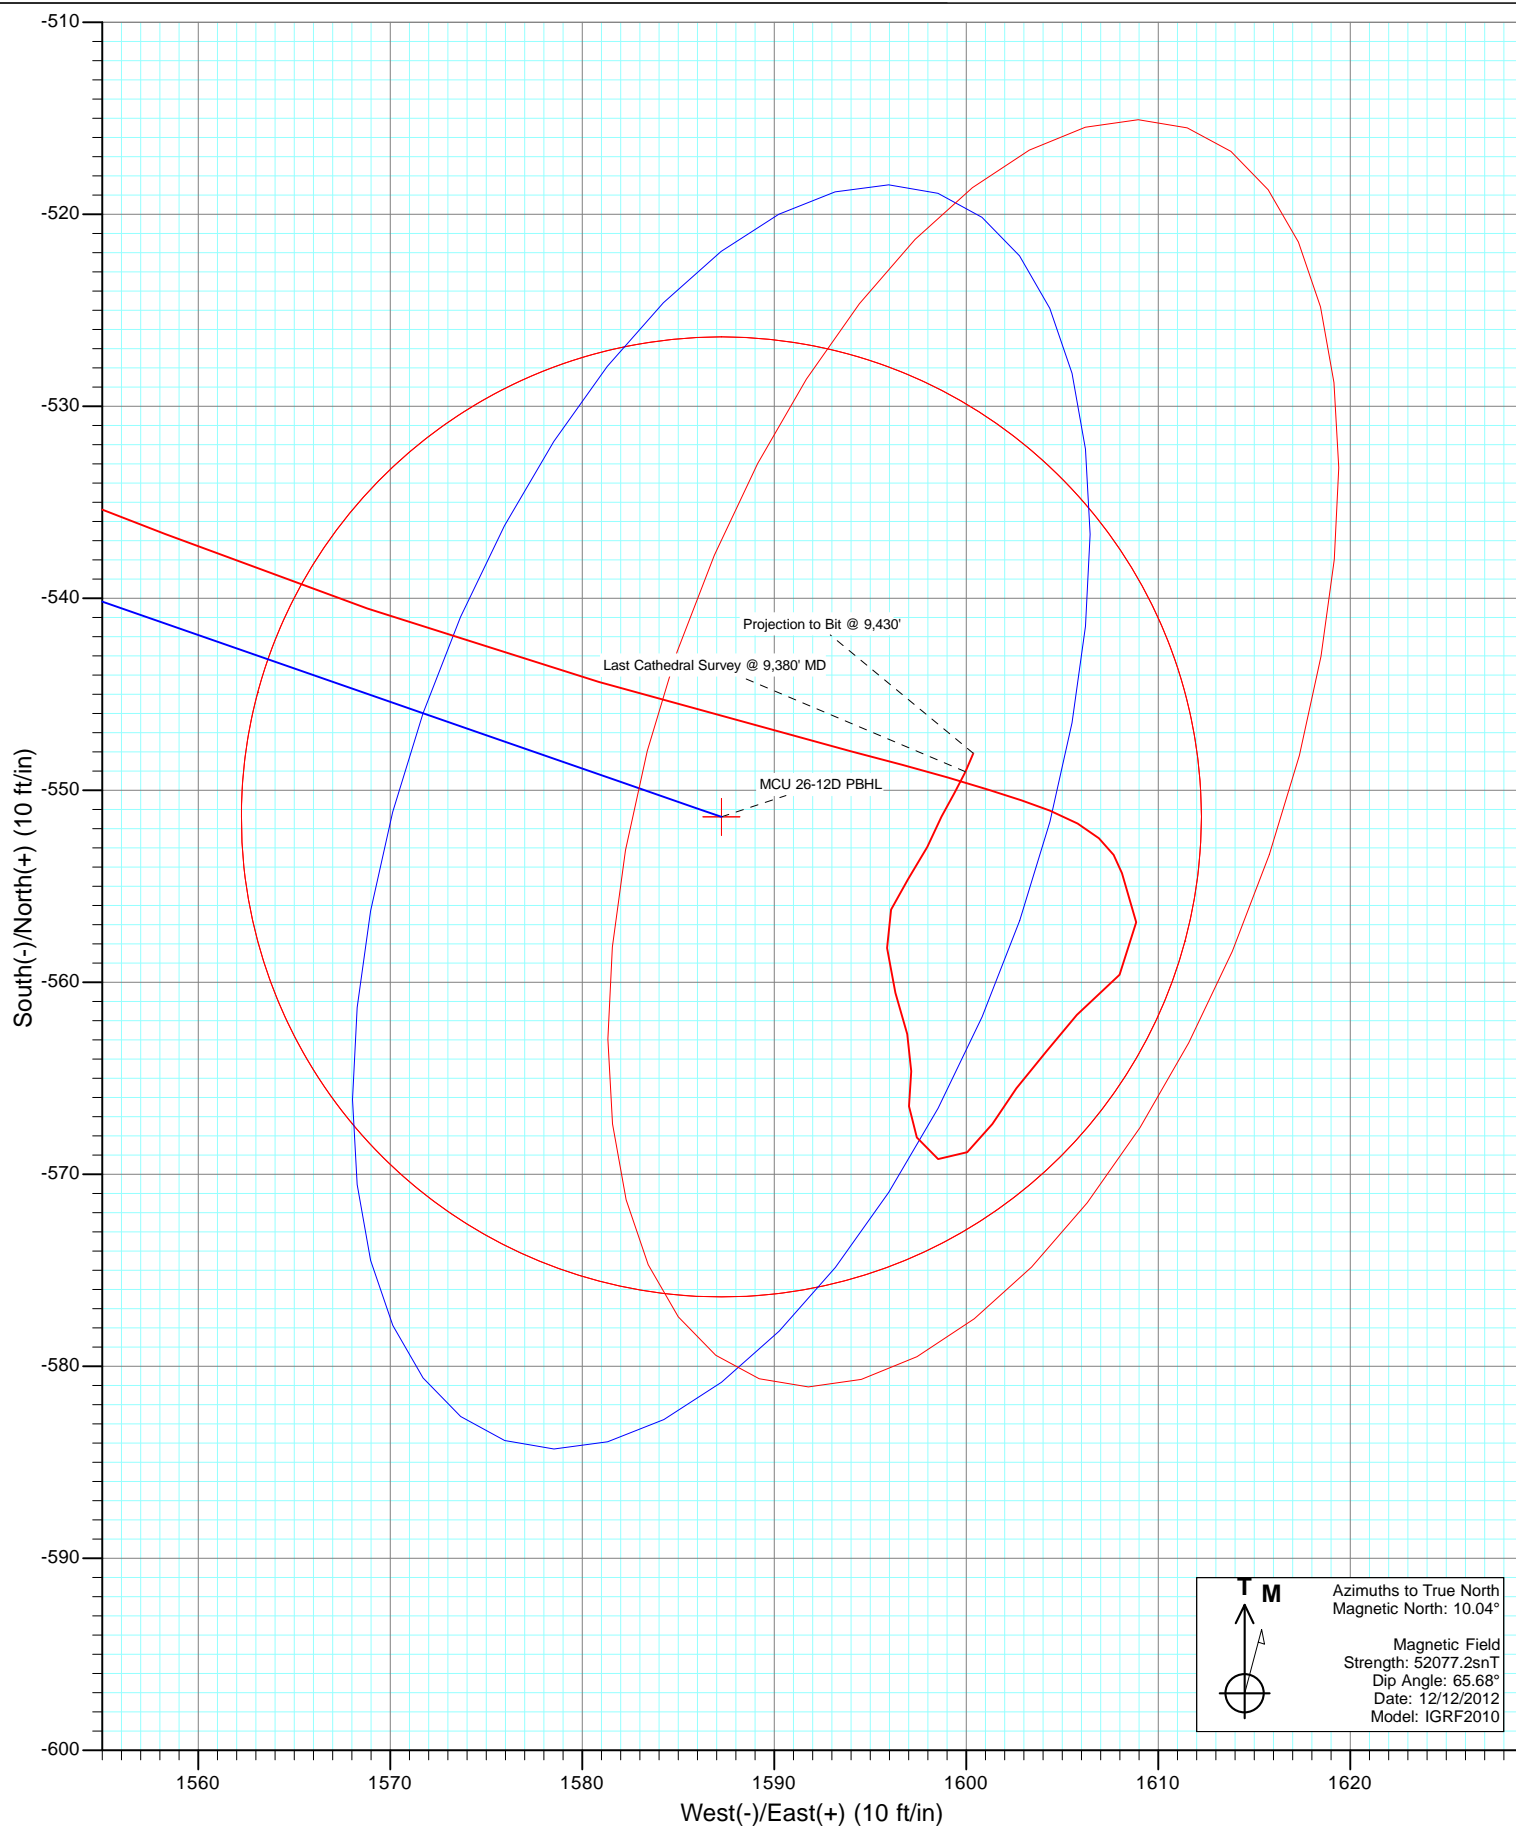 -510
-520
-530
-540
-550
-560
-570
-580
-590
-600
South(-)/North(+) (10 ft/in)
Projection to Bit @ 9,430'
Last Cathedral Survey @ 9,380' MD
MCU 26-12D PBHL
T M
Azimuths to True North
Magnetic North: 10.04°
Magnetic Field
Strength: 52077.2snT
Dip Angle: 65.68°
Date: 12/12/2012
Model: IGRF2010
1560 1570 1580 1590 1600 1610 1620
West(-)/East(+) (10 ft/in)